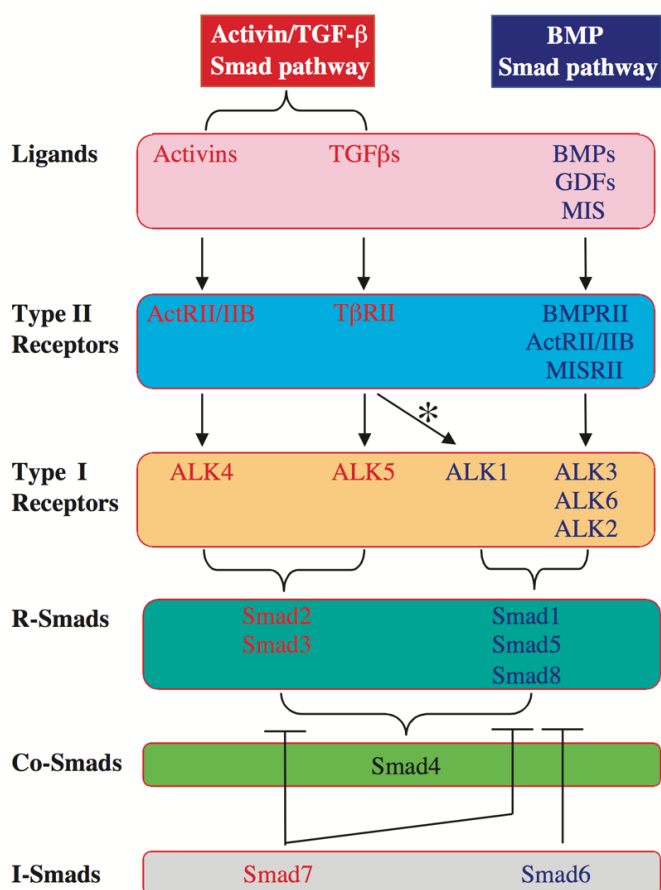 Activin/TGF-β
Smad pathway
BMP
Smad pathway
Ligands
Activins
TGFβs
BMPs
GDFs
MIS
Type II
Receptors
ActRII/IIB
TβRII
BMPRII
ActRII/IIB
MISRII
*
Type I
Receptors
ALK4
ALK5
ALK1
ALK3
ALK6
ALK2
R-Smads
Smad2
Smad3
Smad1
Smad5
Smad8
Co-Smads
Smad4
I-Smads
Smad7
Smad6